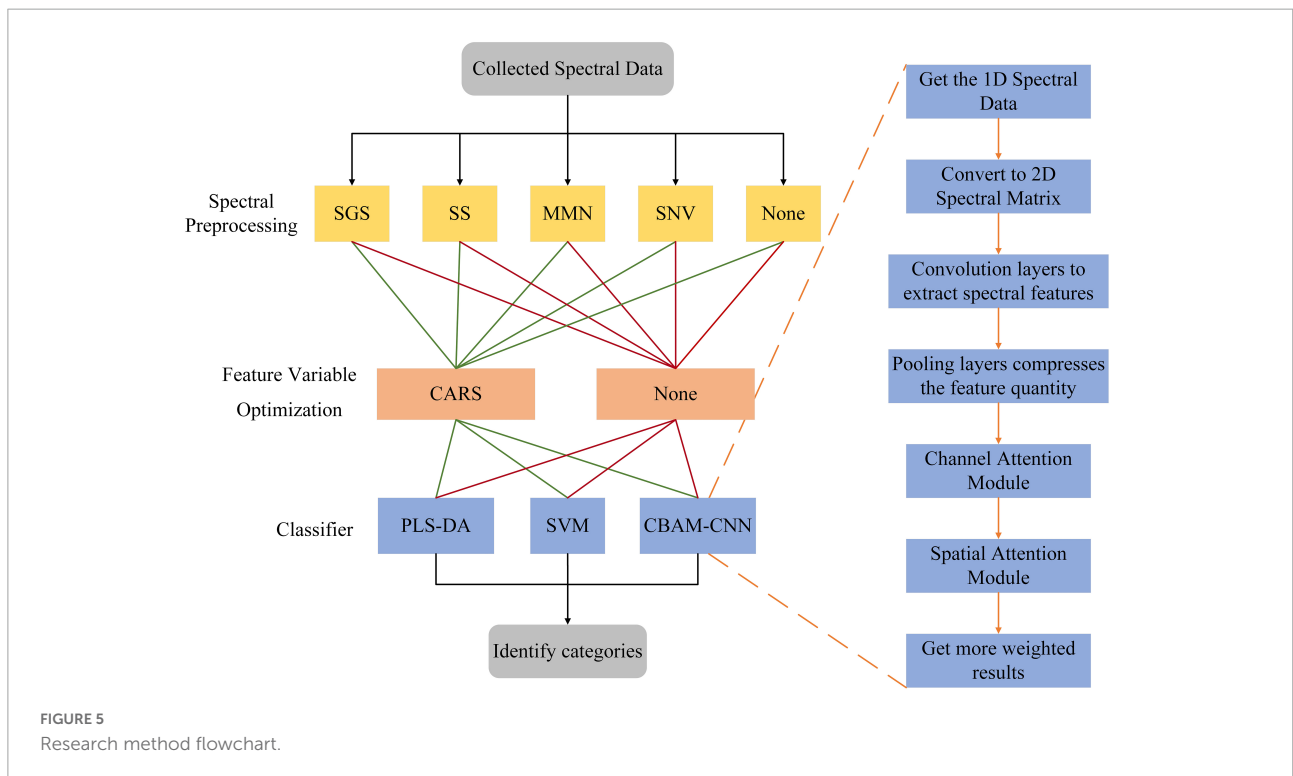 Collected Spectral Data
Spectral
Preprocessing
SGS
SS
MMN
SNV
None
Feature Variable
Optimization
CARS
None
Classifier
PLS-DA
SVM
CBAM-CNN
Identify categories
Get the 1D Spectral
Data
Convert to 2D
Spectral Matrix
Convolution layers to
extract spectral features
Pooling layers compresses
the feature quantity
Channel Attention
Module
Spatial Attention
Module
Get more weighted
results
FIGURE 5
Research method flowchart.